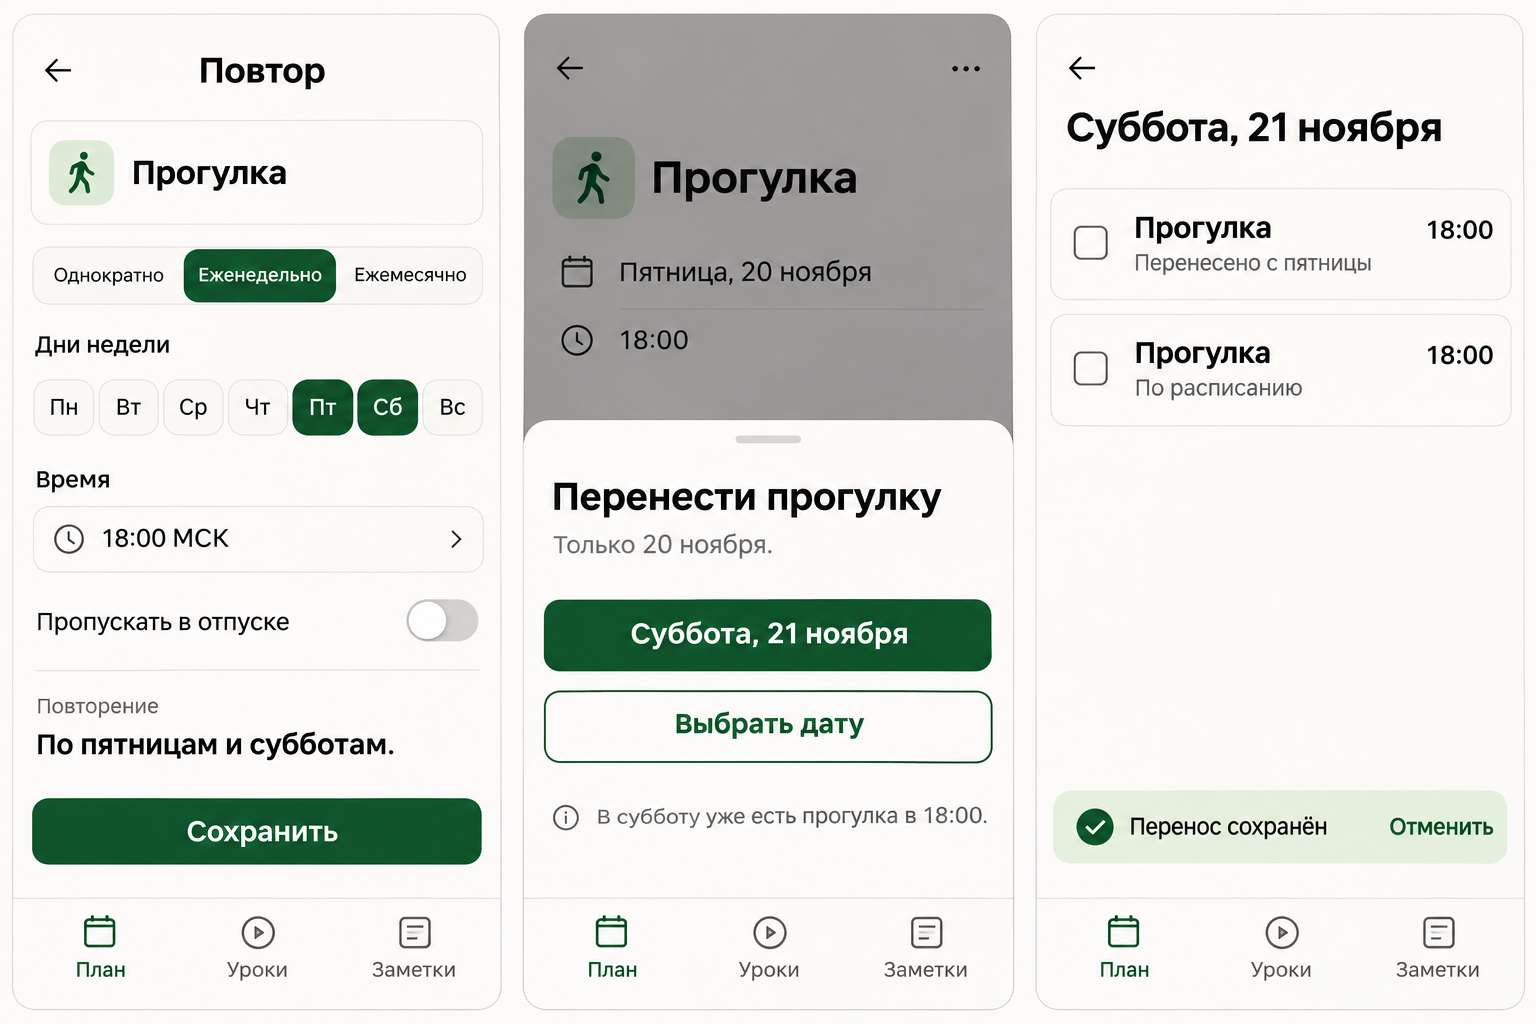 Повтор
Прогулка
Однократно Еженедельно Ежемесячно
Дни недели
Пн Вт Ср Чт Пт Сб Вс
Время
18:00 МСК
Пропускать в отпуске
Повторение
По пятницам и субботам.
Сохранить
План Уроки Заметки
Прогулка
Пятница, 20 ноября
18:00
Перенести прогулку
Только 20 ноября.
Суббота, 21 ноября
Выбрать дату
В субботу уже есть прогулка в 18:00.
План Уроки Заметки
Суббота, 21 ноября
Прогулка 18:00
Перенесено с пятницы
Прогулка 18:00
По расписанию
Перенос сохранён Отменить
План Уроки Заметки